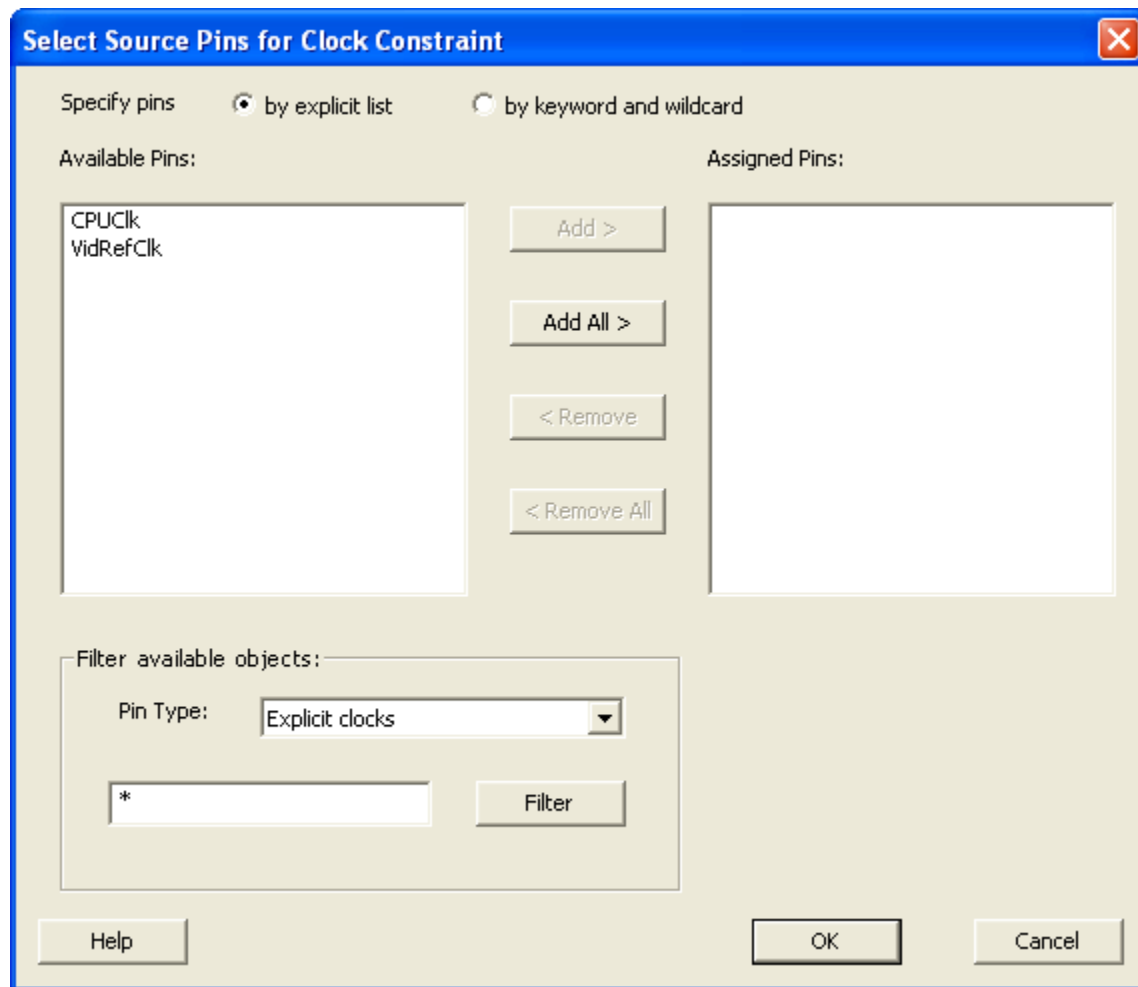 Select Source Pins for Clock Constraint
Specify pins by explicit list by keyword and wildcard
Available Pins: Assigned Pins:
CPUClk
VidRefClk
Add >
Add All >
< Remove
< Remove All
Filter available objects:
Pin Type: Explicit clocks
* Filter
Help OK Cancel